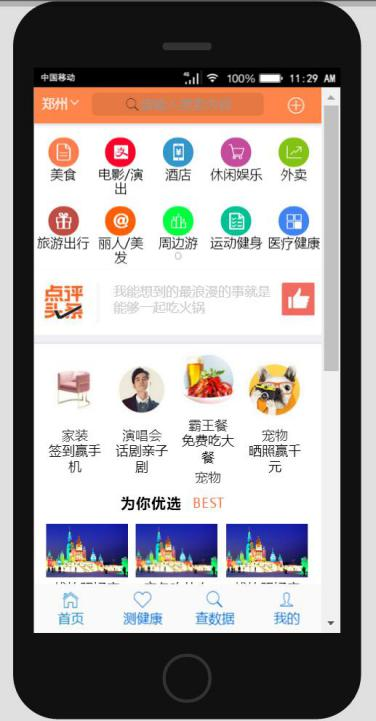 中国移动 4G 100% 11:29 AM
郑州
美食 电影/演出 酒店 休闲娱乐 外卖
旅游出行 丽人/美发 周边游 运动健身 医疗健康
点评头条
我能想到的最浪漫的事就是
能够一起吃火锅
家装 签到赢手机
演唱会 话剧亲子剧
霸王餐 免费吃大餐
宠物 晒照赢千元
宠物
为你优选 BEST
首页 测健康 查数据 我的